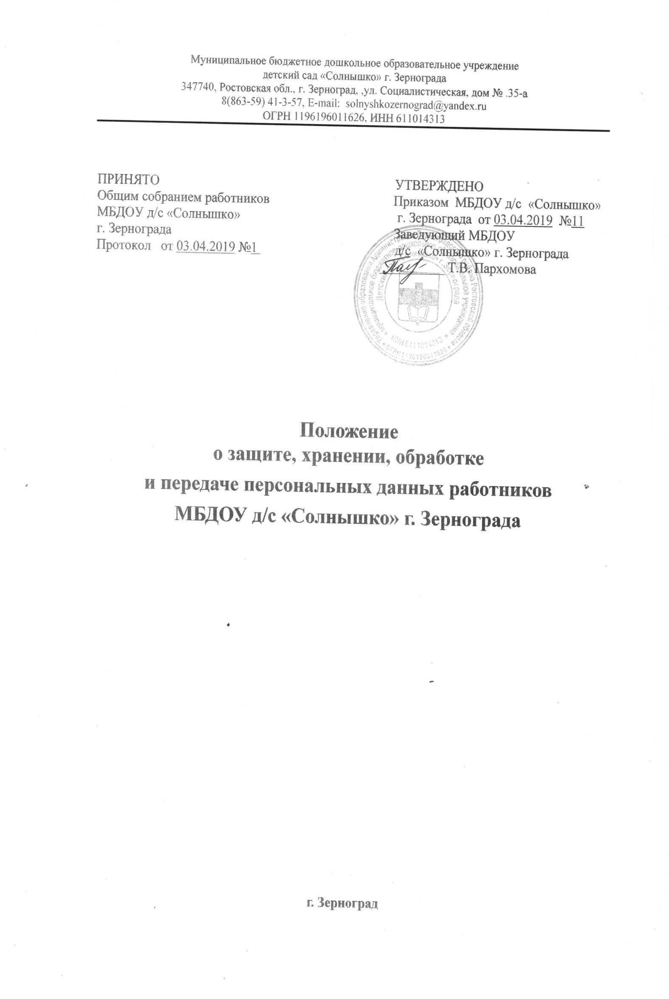 Муниципальное бюджетное дошкольное образовательное учреждение
детский сад «Солнышко» г. Зернограда
347740, Ростовская обл., г. Зерноград, ,ул. Социалистическая, дом № .35-а
8(863-59) 41-3-57, E-mail:  solnyshkozernograd@yandex.ru
ОГРН 1196196011626, ИНН 611014313
ПРИНЯТО
Общим собранием работников
МБДОУ д/с «Солнышко»
г. Зернограда
Протокол   от 03.04.2019 №1
УТВЕРЖДЕНО
Приказом  МБДОУ д/с  «Солнышко»
г. Зернограда  от 03.04.2019  №11
Заведующий МБДОУ
д/с  «Солнышко» г. Зернограда
Т.В. Пархомова
Управление образования Администрации Зерноградского района Ростовской области * ОГРН 1196196011626 *
муниципальное бюджетное дошкольное образовательное учреждение * ИНН 6111014313 *
Детский сад «Солнышко» г. Зернограда
Положение
о защите, хранении, обработке
и передаче персональных данных работников
МБДОУ д/с «Солнышко» г. Зернограда
г. Зерноград